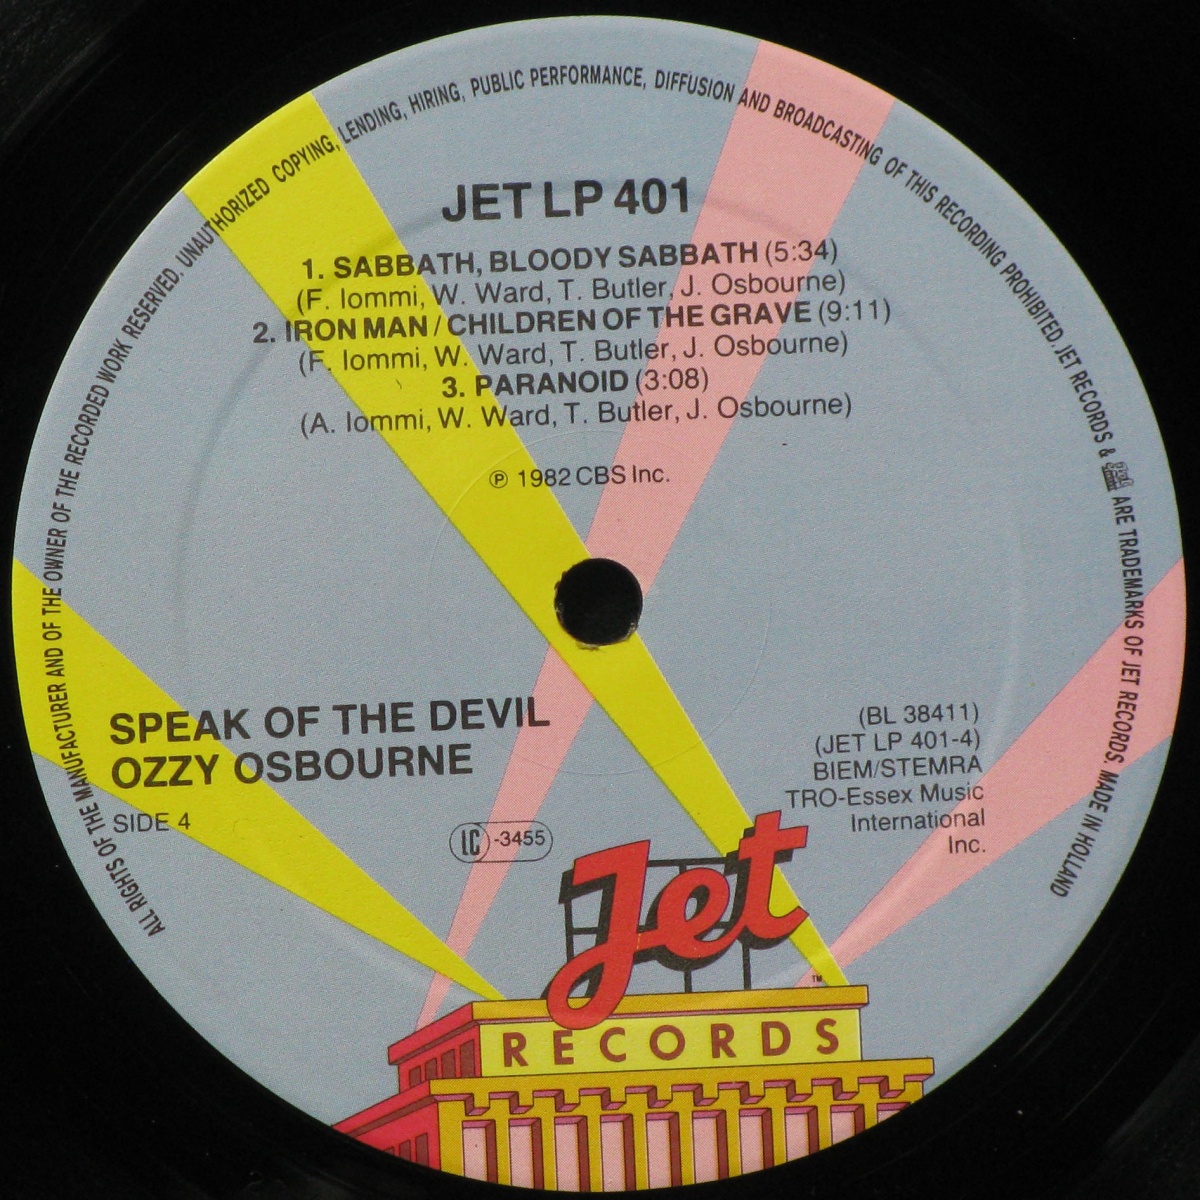 ALL RIGHTS OF THE MANUFACTURER AND OF THE OWNER OF THE RECORDED WORK RESERVED. UNAUTHORIZED COPYING, LENDING, HIRING, PUBLIC PERFORMANCE, DIFFUSION AND BROADCASTING OF THIS RECORDING PROHIBITED. JET RECORDS & ARE TRADEMARKS OF JET RECORDS. MADE IN HOLLAND
JET LP 401
1. SABBATH, BLOODY SABBATH (5:34)
(F. Iommi, W. Ward, T. Butler, J. Osbourne)
2. IRON MAN / CHILDREN OF THE GRAVE (9:11)
(F. Iommi, W. Ward, T. Butler, J. Osbourne)
3. PARANOID (3:08)
(A. Iommi, W. Ward, T. Butler, J. Osbourne)
℗ 1982 CBS Inc.
SPEAK OF THE DEVIL
OZZY OSBOURNE
SIDE 4
LC -3455
(BL 38411)
(JET LP 401-4)
BIEM/STEMRA
TRO-Essex Music
International
Inc.
Jet
TM
RECORDS